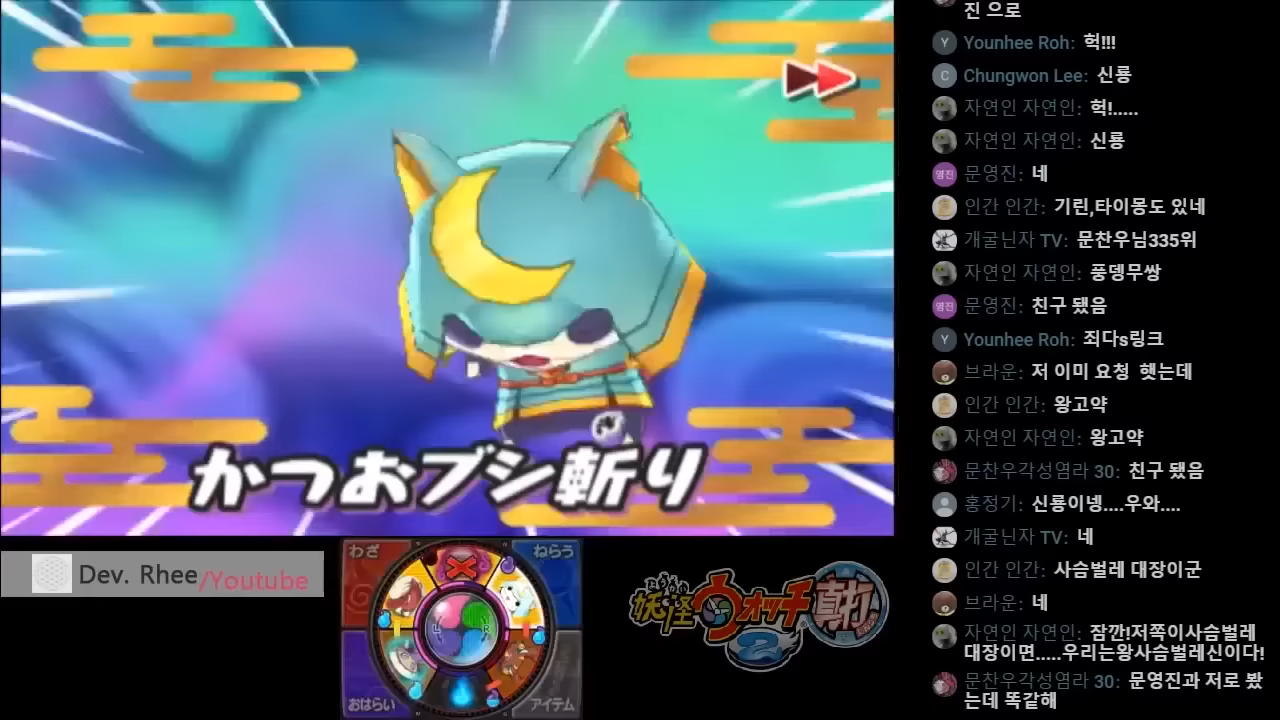 진 으로
Younhee Roh: 헉!!!
Chungwon Lee: 신룡
자연인 자연인: 헉!.....
자연인 자연인: 신룡
영진 문영진: 네
인간 인간: 기린,타이몽도 있네
개굴닌자 TV: 문찬우님335위
자연인 자연인: 풍뎅무쌍
영진 문영진: 친구 됐음
Younhee Roh: 죄다s링크
브라운: 저 이미 요청 햇는데
인간 인간: 왕고약
자연인 자연인: 왕고약
문찬우각성염라 30: 친구 됐음
홍정기: 신룡이넹....우와....
개굴닌자 TV: 네
인간 인간: 사슴벌레 대장이군
브라운: 네
자연인 자연인: 잠깐!저쪽이사슴벌레
대장이면.....우리는왕사슴벌레신이다!
문찬우각성염라 30: 문영진과 저로 봤
는데 똑같해
かつおブシ斬り
Dev. Rhee/Youtube
わざ
ねらう
おはらい
アイテム
妖怪ウォッチ2真打